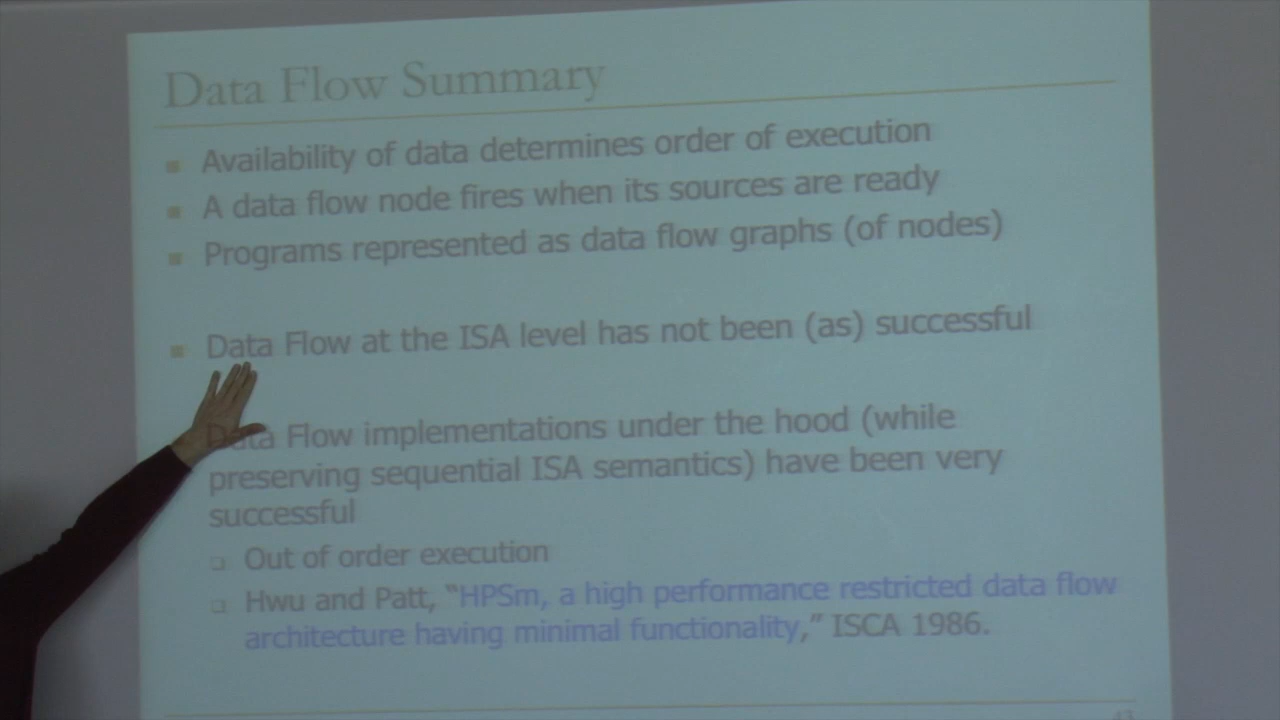 Data Flow Summary
Availability of data determines order of execution
A data flow node fires when its sources are ready
Programs represented as data flow graphs (of nodes)
Data Flow at the ISA level has not been (as) successful
Data Flow implementations under the hood (while
preserving sequential ISA semantics) have been very
successful
Out of order execution
Hwu and Patt, “HPSm, a high performance restricted data flow
architecture having minimal functionality,” ISCA 1986.